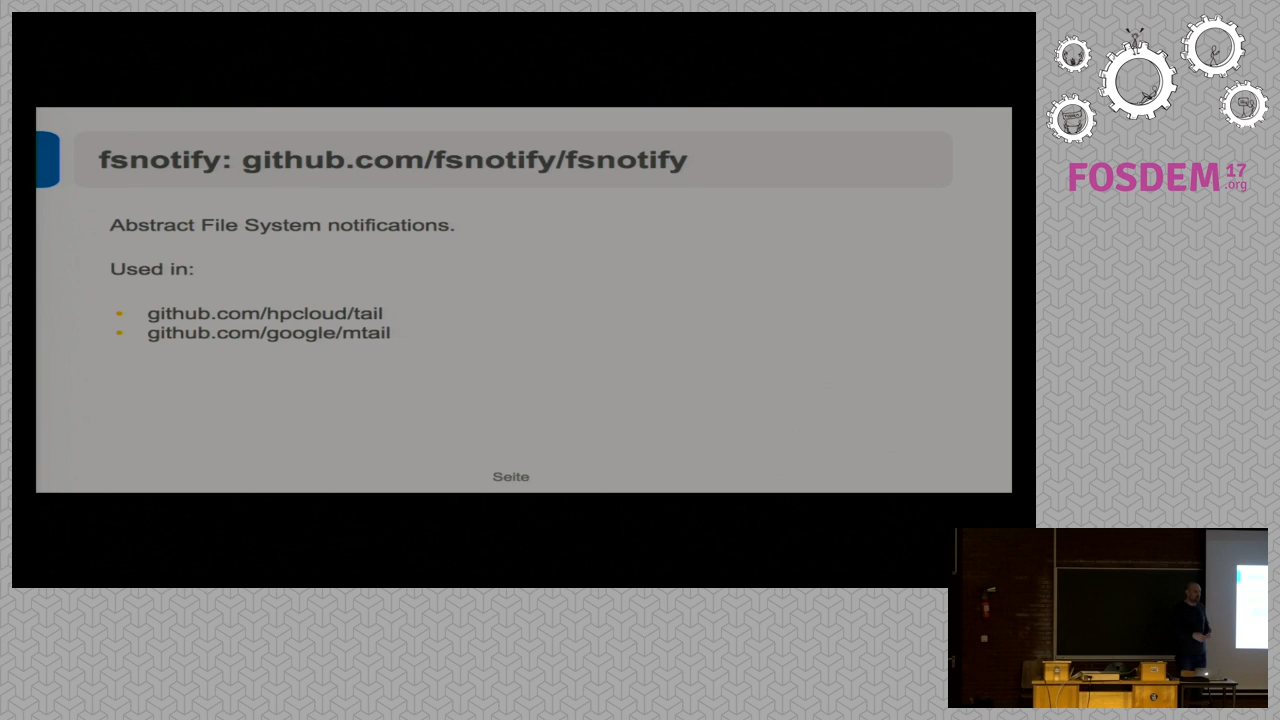 fsnotify: github.com/fsnotify/fsnotify
Abstract File System notifications.
Used in:
• github.com/hpcloud/tail
• github.com/google/mtail
Seite
FOSDEM 17
.org